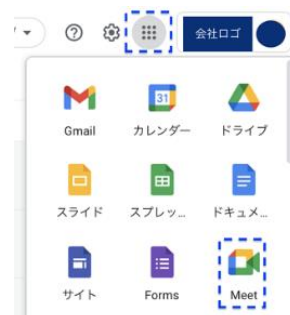 会社ロゴ
31
Gmail
カレンダー
ドライブ
スライド
スプレッ...
ドキュメ...
サイト
Forms
Meet